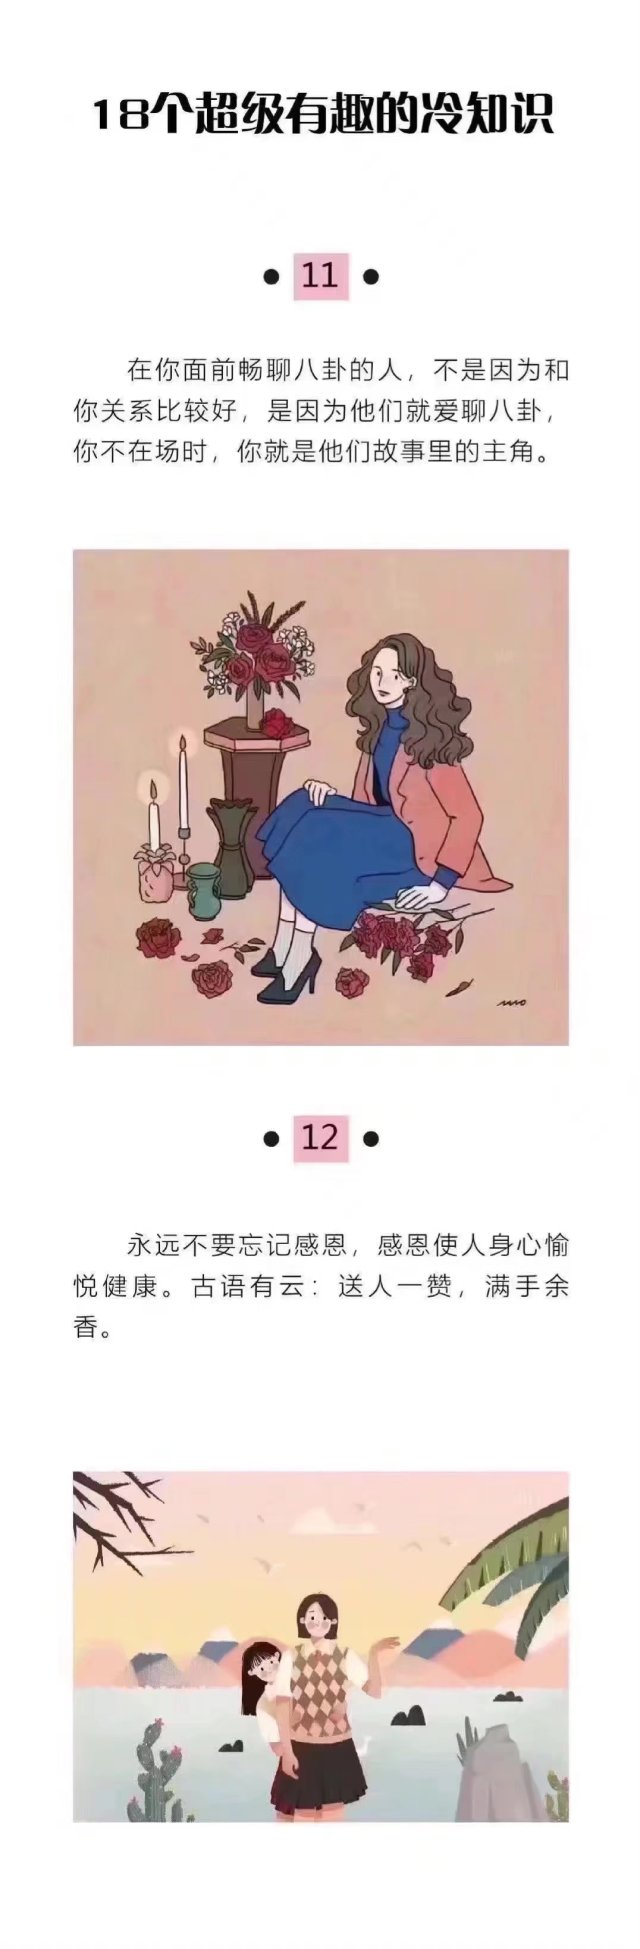 18个超级有趣的冷知识
11
在你面前畅聊八卦的人，不是因为和
你关系比较好，是因为他们就爱聊八卦，
你不在场时，你就是他们故事里的主角。
12
永远不要忘记感恩，感恩使人身心愉
悦健康。古语有云：送人一赞，满手余
香。